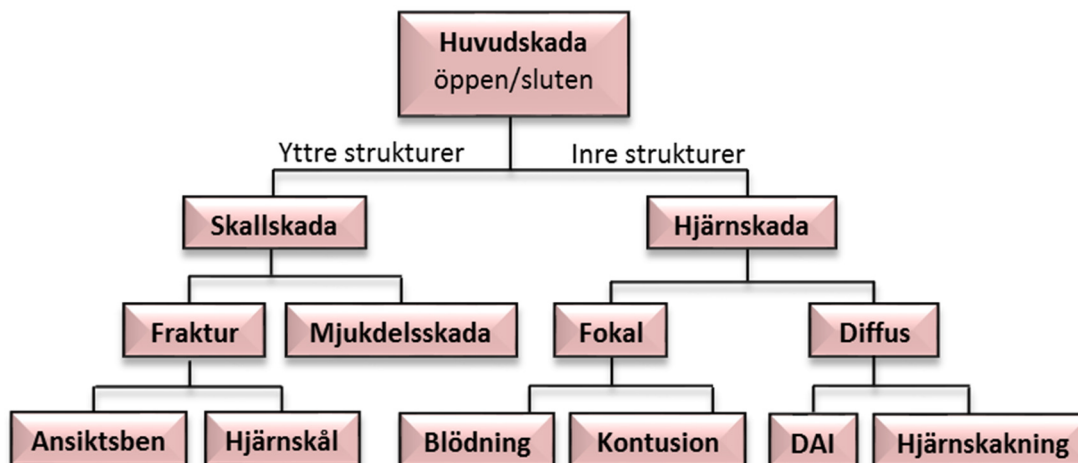 Huvudskada
öppen/sluten
Yttre strukturer
Inre strukturer
Skallskada
Hjärnskada
Fraktur
Mjukdelsskada
Fokal
Diffus
Ansiktsben
Hjärnskål
Blödning
Kontusion
DAI
Hjärnskakning